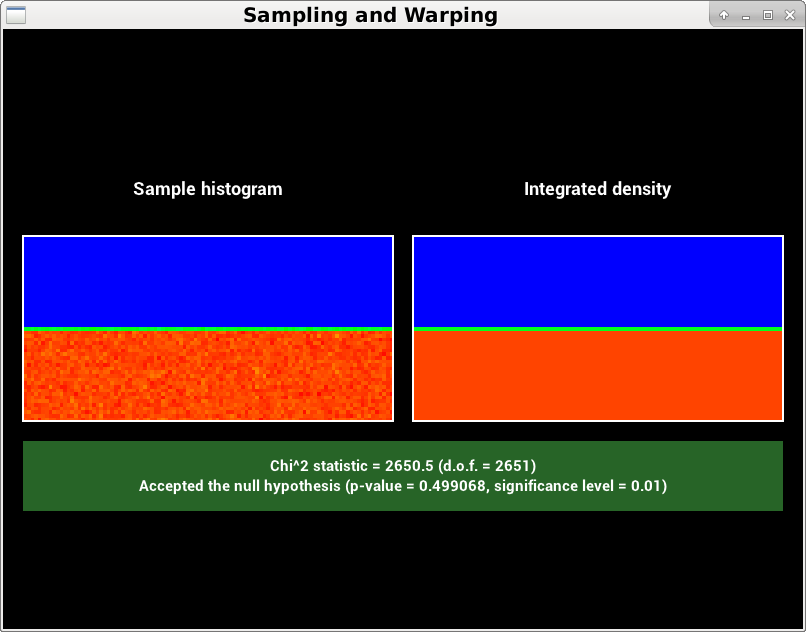 Sampling and Warping
Sample histogram
Integrated density
Chi^2 statistic = 2650.5 (d.o.f. = 2651)
Accepted the null hypothesis (p-value = 0.499068, significance level = 0.01)